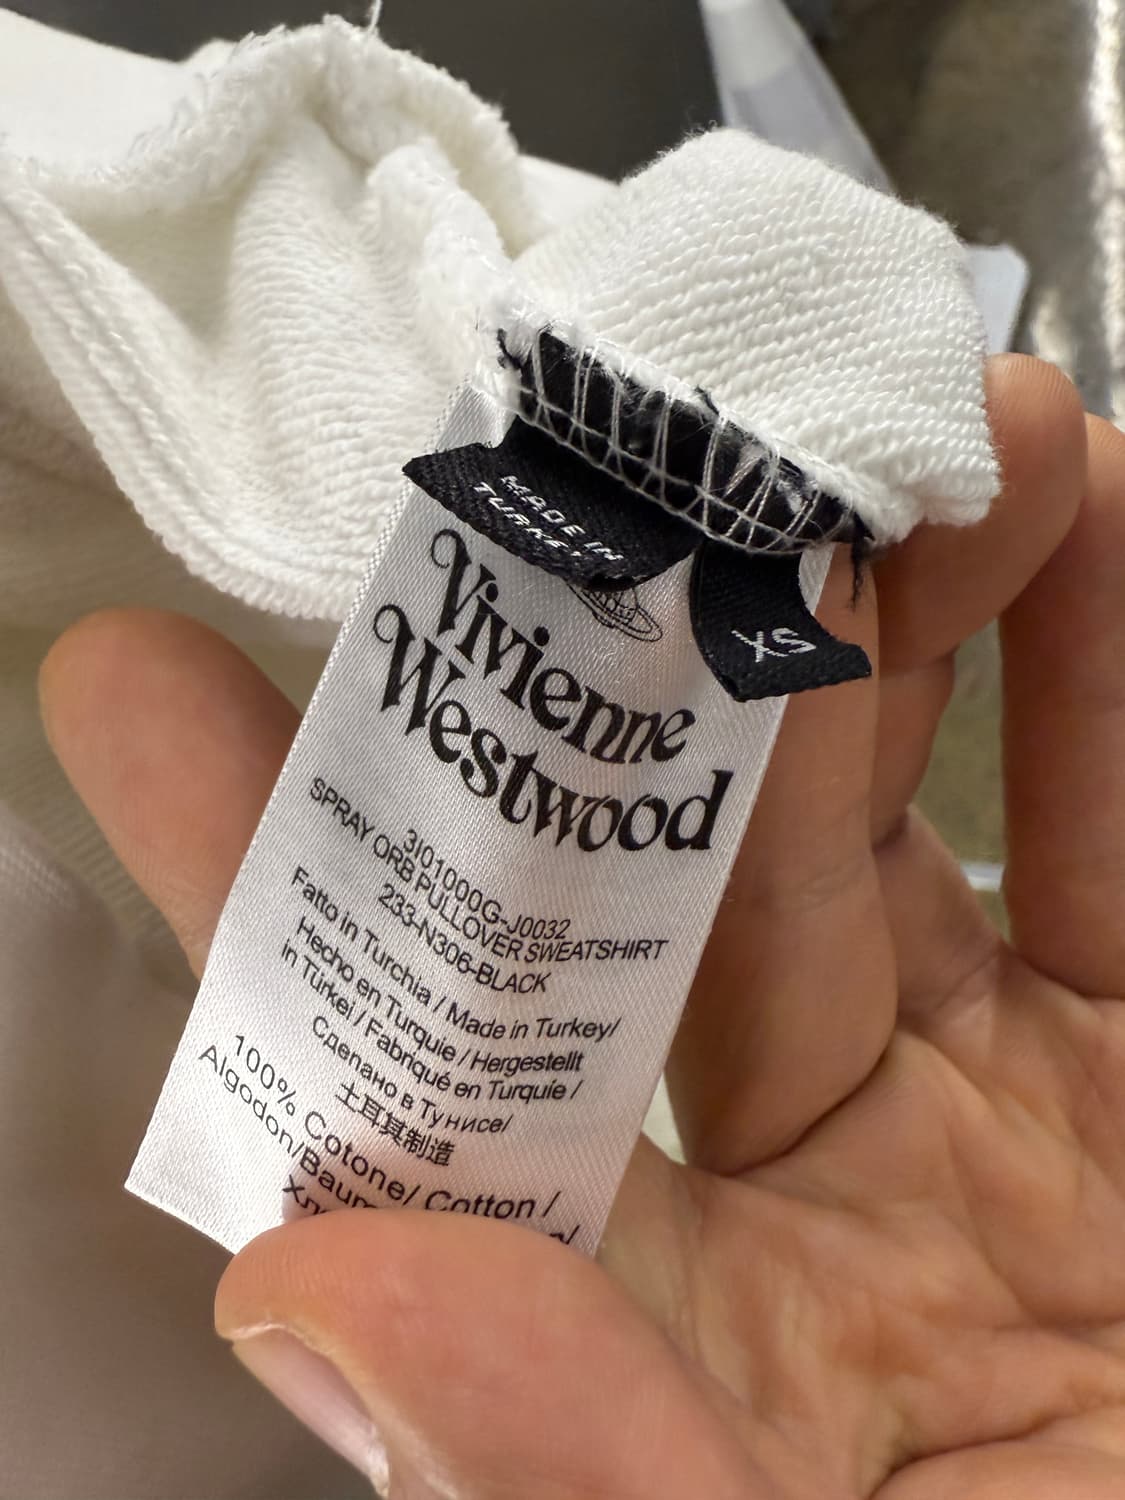 MADE IN
TURKEY
XS
Vivienne
Westwood
3I01000G-J0032
SPRAY ORB PULLOVER SWEATSHIRT
233-N306-BLACK
Fatto in Turchia / Made in Turkey/
Hecho en Turquie / Hergestellt
in Türkei / Fabriqué en Turquie /
Сделано в Тунисе/
土耳其制造
100% Cotone/ Cotton /
Algodon/